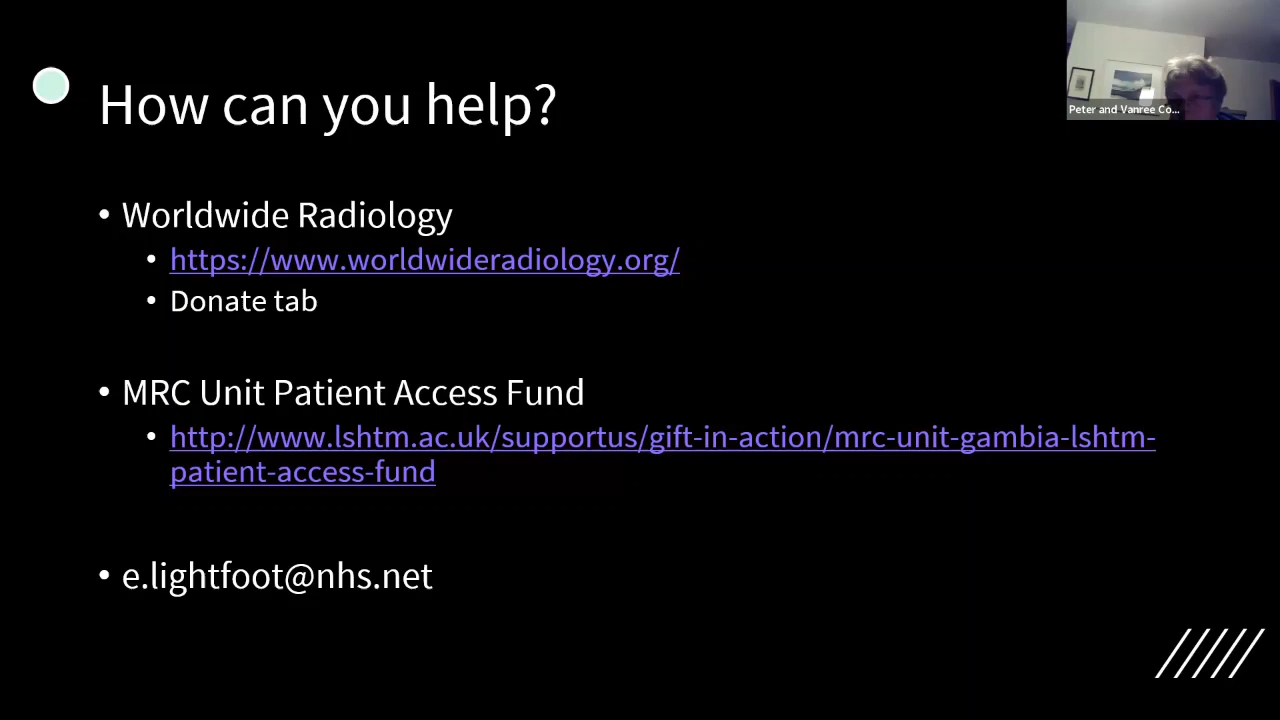 How can you help?
Peter and Vanree Co...
• Worldwide Radiology
• https://www.worldwideradiology.org/
• Donate tab
• MRC Unit Patient Access Fund
• http://www.lshtm.ac.uk/supportus/gift-in-action/mrc-unit-gambia-lshtm-
patient-access-fund
• e.lightfoot@nhs.net